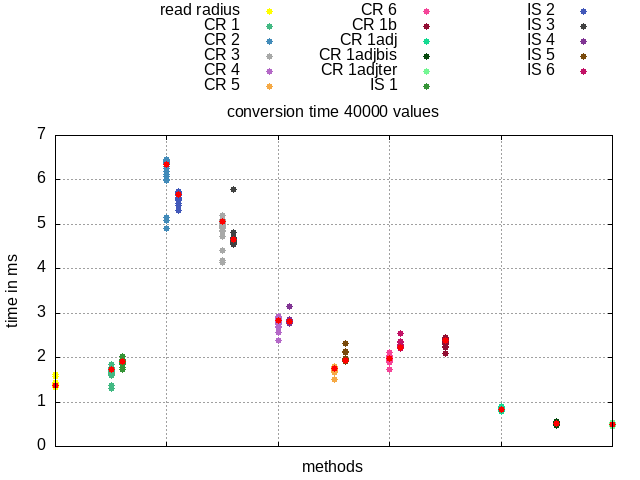 read radius CR 6 IS 2
CR 1 CR 1b IS 3
CR 2 CR 1adj IS 4
CR 3 CR 1adjbis IS 5
CR 4 CR 1adjter IS 6
CR 5 IS 1
conversion time 40000 values
7
6
5
4
3
2
1
0
time in ms
methods